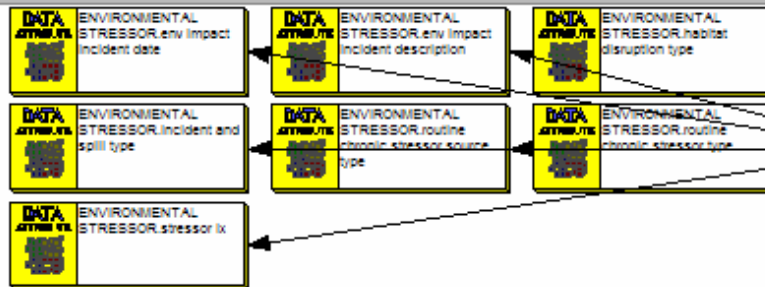 DATA
ATTRIBUTE
ENVIRONMENTAL
STRESSOR.env impact
incident date
DATA
ATTRIBUTE
ENVIRONMENTAL
STRESSOR.env impact
incident description
DATA
ATTRIBUTE
ENVIRONMENTAL
STRESSOR.habitat
disruption type
DATA
ATTRIBUTE
ENVIRONMENTAL
STRESSOR.incident and
spill type
DATA
ATTRIBUTE
ENVIRONMENTAL
STRESSOR.routine
chronic stressor source
type
DATA
ATTRIBUTE
ENVIRONMENTAL
STRESSOR.routine
chronic stressor type
DATA
ATTRIBUTE
ENVIRONMENTAL
STRESSOR.stressor ix